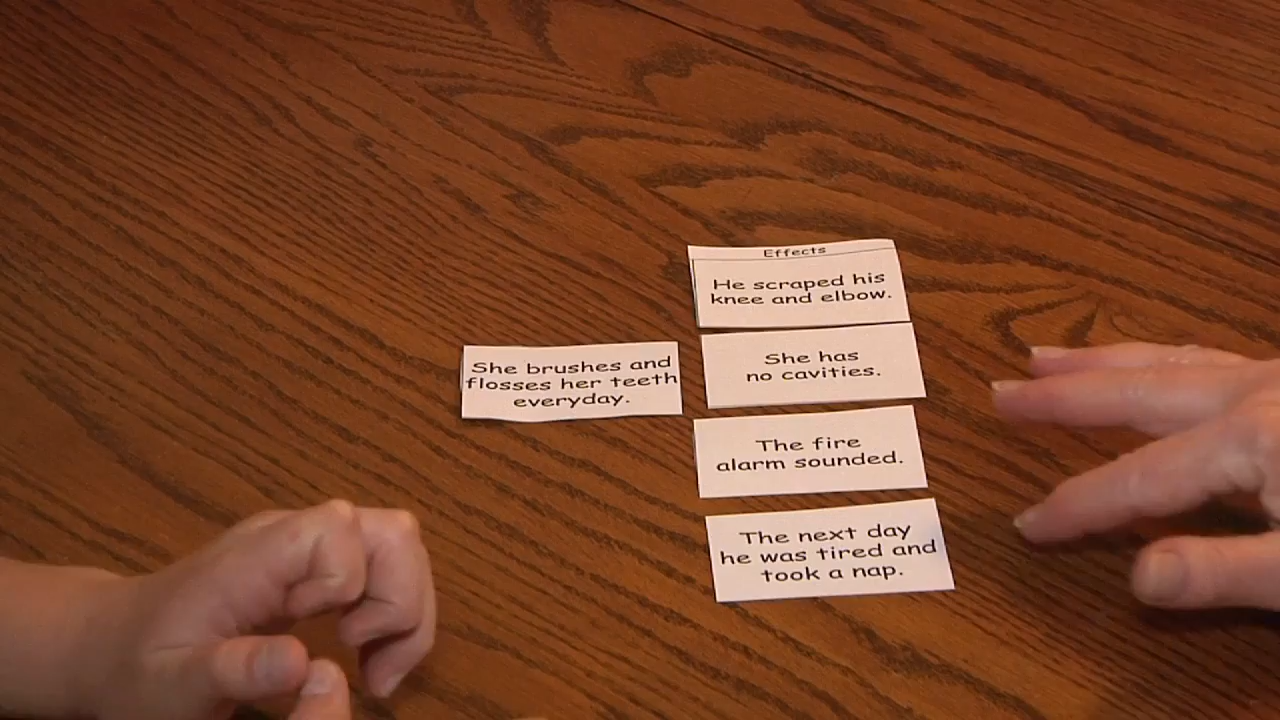 Effects
He scraped his
knee and elbow.
She brushes and
flosses her teeth
everyday.
She has
no cavities.
The fire
alarm sounded.
The next day
he was tired and
took a nap.